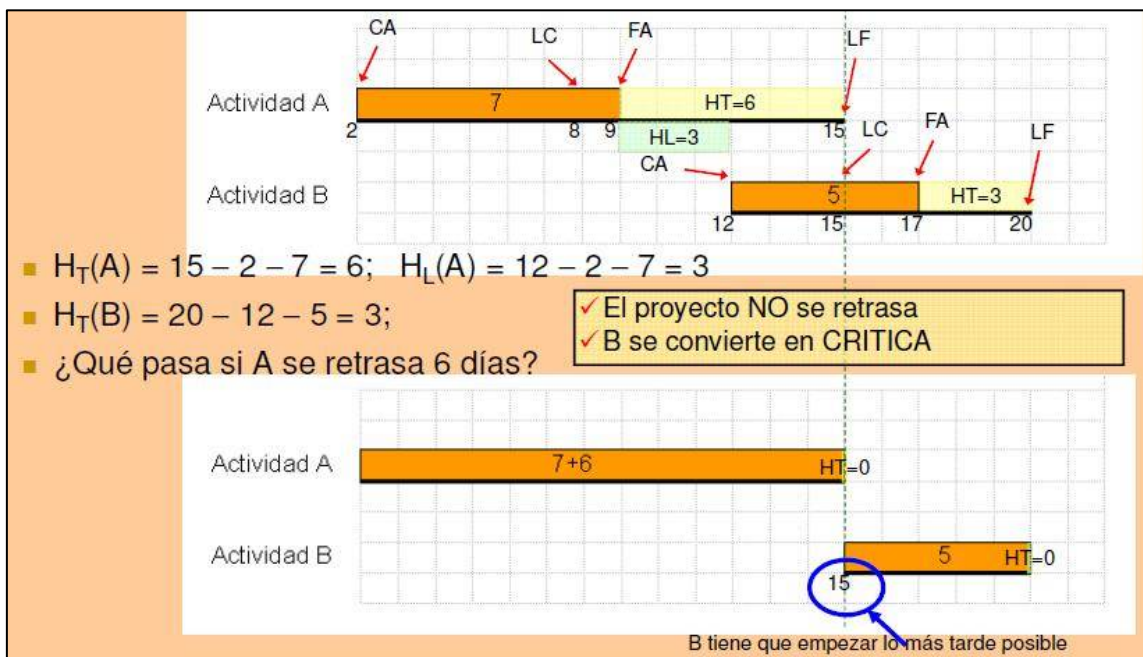 CA LC FA LF
Actividad A 7 HT=6
2 8 9 15
HL=3
CA LC FA LF
Actividad B 5 HT=3
12 15 17 20
H_T(A) = 15 – 2 – 7 = 6; H_L(A) = 12 – 2 – 7 = 3
H_T(B) = 20 – 12 – 5 = 3;
✓ El proyecto NO se retrasa
✓ B se convierte en CRITICA
¿Qué pasa si A se retrasa 6 días?
Actividad A 7+6 HT=0
Actividad B 5 HT=0
15
B tiene que empezar lo más tarde posible